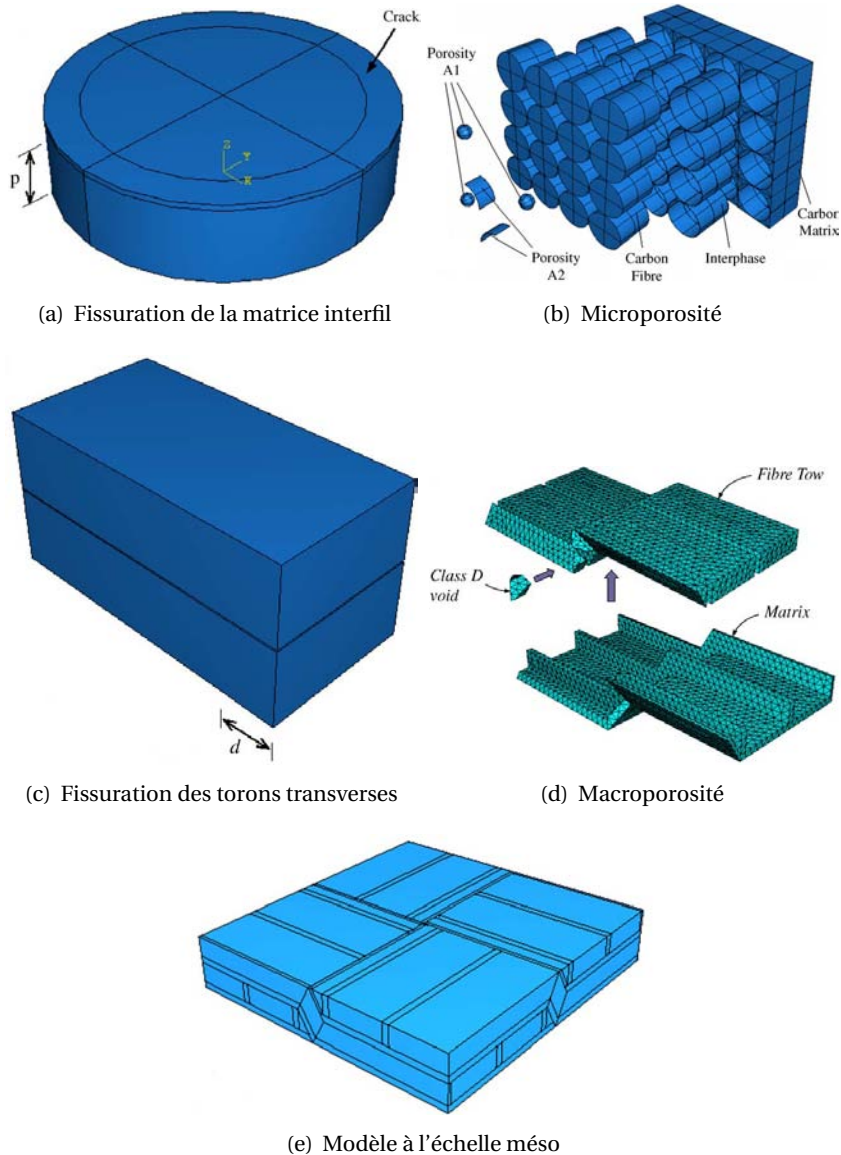 Crack
p
Z
Y
X
(a) Fissuration de la matrice interfil
Porosity
A1
Porosity
A2
Carbon
Fibre
Interphase
Carbon
Matrix
(b) Microporosité
d
(c) Fissuration des torons transverses
Fibre Tow
Class D
void
Matrix
(d) Macroporosité
(e) Modèle à l'échelle méso